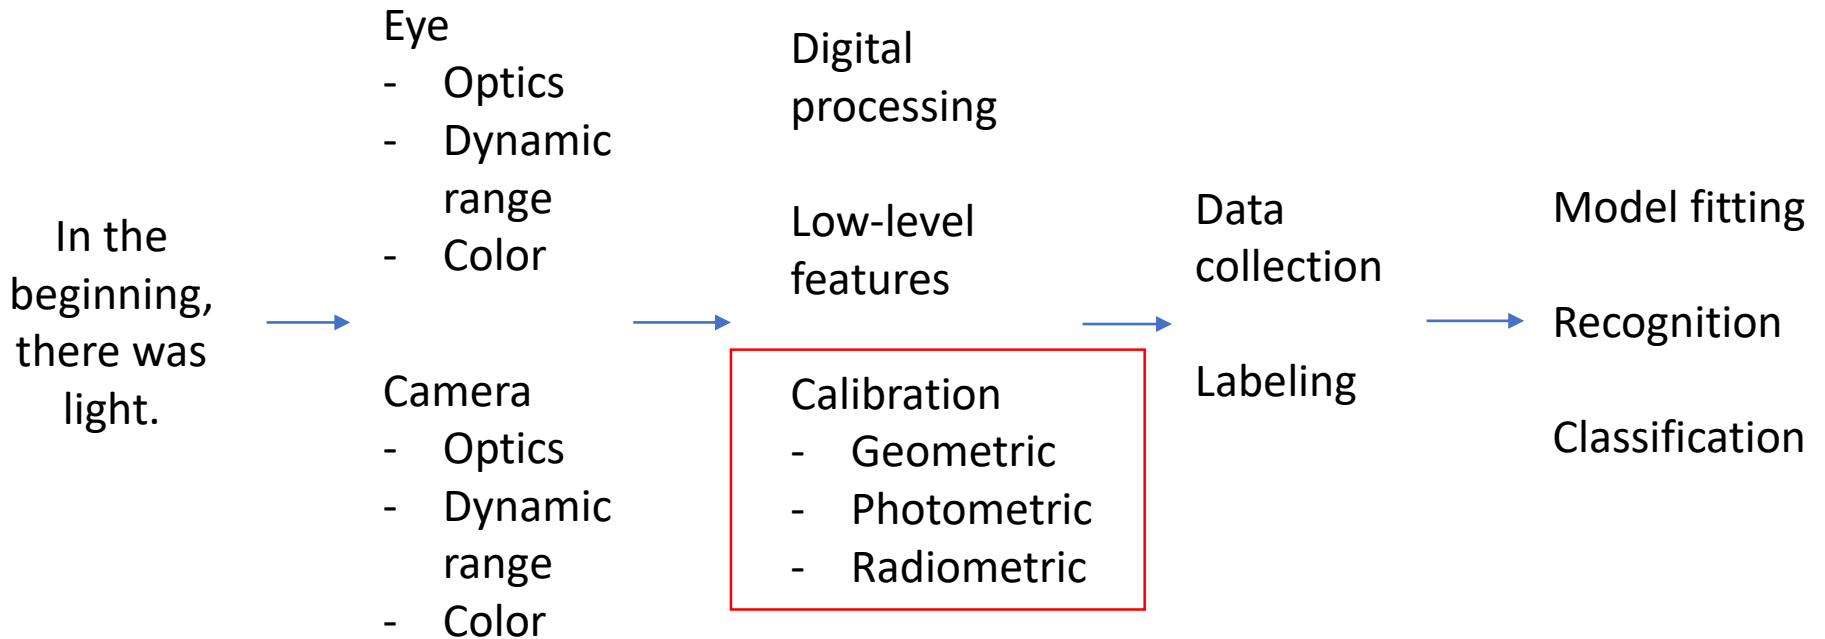 In the
beginning,
there was
light.
Eye
- Optics
- Dynamic
range
- Color
Camera
- Optics
- Dynamic
range
- Color
Digital
processing
Low-level
features
Calibration
- Geometric
- Photometric
- Radiometric
Data
collection
Labeling
Model fitting
Recognition
Classification